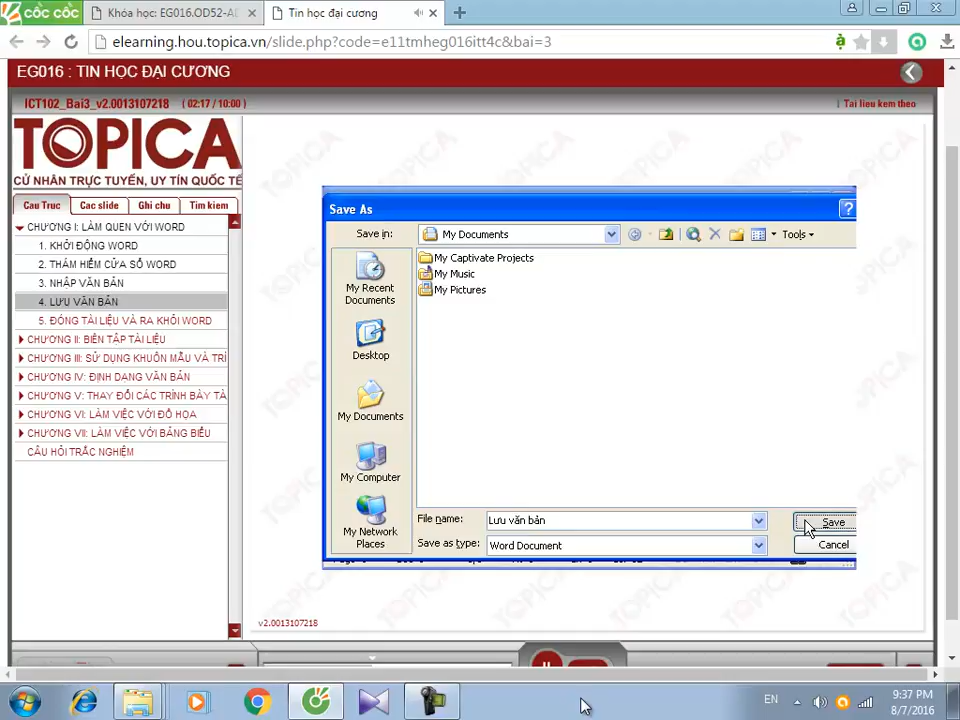 cốc cốc
Khóa học: EG016.OD52-A
Tin học đại cương
elearning.hou.topica.vn/slide.php?code=e11tmheg016itt4c&bai=3
EG016 : TIN HỌC ĐẠI CƯƠNG
ICT102_Bai3_v2.0013107218 ( 02:17 / 10:00 )
Tai lieu kem theo
TOPICA
CỬ NHÂN TRỰC TUYẾN, UY TÍN QUỐC TẾ
Cau Truc
Cac slide
Ghi chu
Tim kiem
CHƯƠNG I: LÀM QUEN VỚI WORD
1. KHỞI ĐỘNG WORD
2. THÁM HIỂM CỬA SỔ WORD
3. NHẬP VĂN BẢN
4. LƯU VĂN BẢN
5. ĐÓNG TÀI LIỆU VÀ RA KHỎI WORD
CHƯƠNG II: BIÊN TẬP TÀI LIỆU
CHƯƠNG III: SỬ DỤNG KHUÔN MẪU VÀ TRÌ
CHƯƠNG IV: ĐỊNH DẠNG VĂN BẢN
CHƯƠNG V: THAY ĐỔI CÁC TRÌNH BÀY TÀ
CHƯƠNG VI: LÀM VIỆC VỚI ĐỒ HỌA
CHƯƠNG VII: LÀM VIỆC VỚI BẢNG BIỂU
CÂU HỎI TRẮC NGHIỆM
Save As
Save in:
My Documents
Tools
My Captivate Projects
My Music
My Pictures
My Recent
Documents
Desktop
My Documents
My Computer
My Network
Places
File name:
Lưu văn bản
Save
Save as type:
Word Document
Cancel
v2.0013107218
EN
9:37 PM
8/7/2016